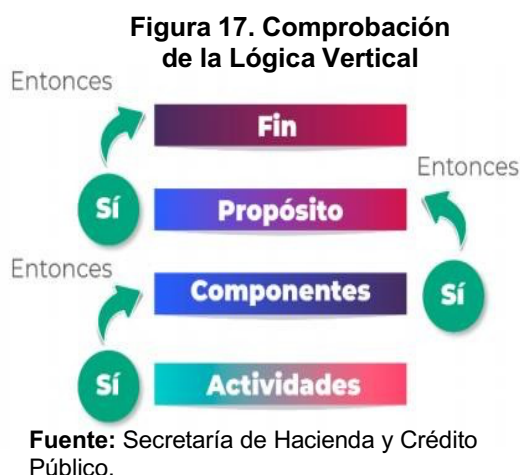 Figura 17. Comprobación
de la Lógica Vertical
Entonces
Fin
Entonces
Sí
Propósito
Entonces
Componentes
Sí
Sí
Actividades
Fuente: Secretaría de Hacienda y Crédito
Público.